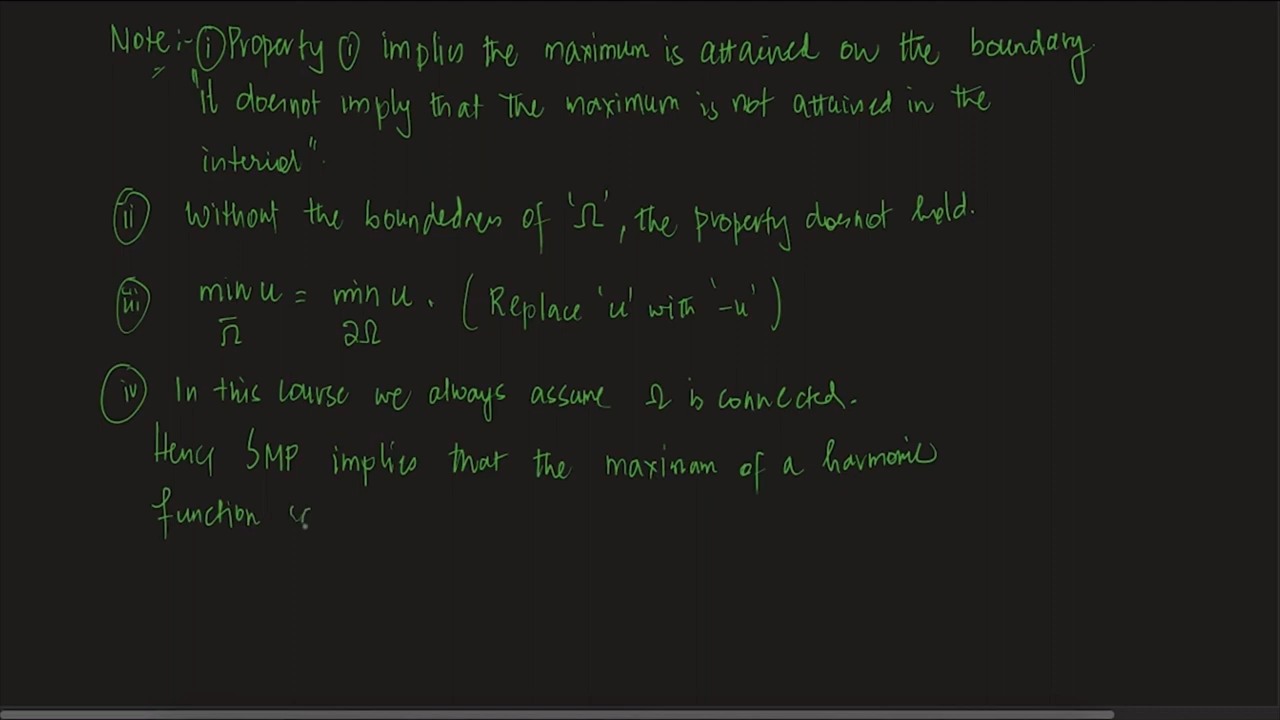 Note :- (i) Property (1) implies the maximum is attained on the boundary.
"It doesnot imply that the maximum is not attained in the
interior".
(ii) Without the boundedness of 'Ω', the property doesnot hold.
(iii) min u = min u . (Replace 'u' with '-u')
Ω̅ ∂Ω
(iv) In this course we always assume Ω is connected.
Hence SMP implies that the maximum of a harmonic
function